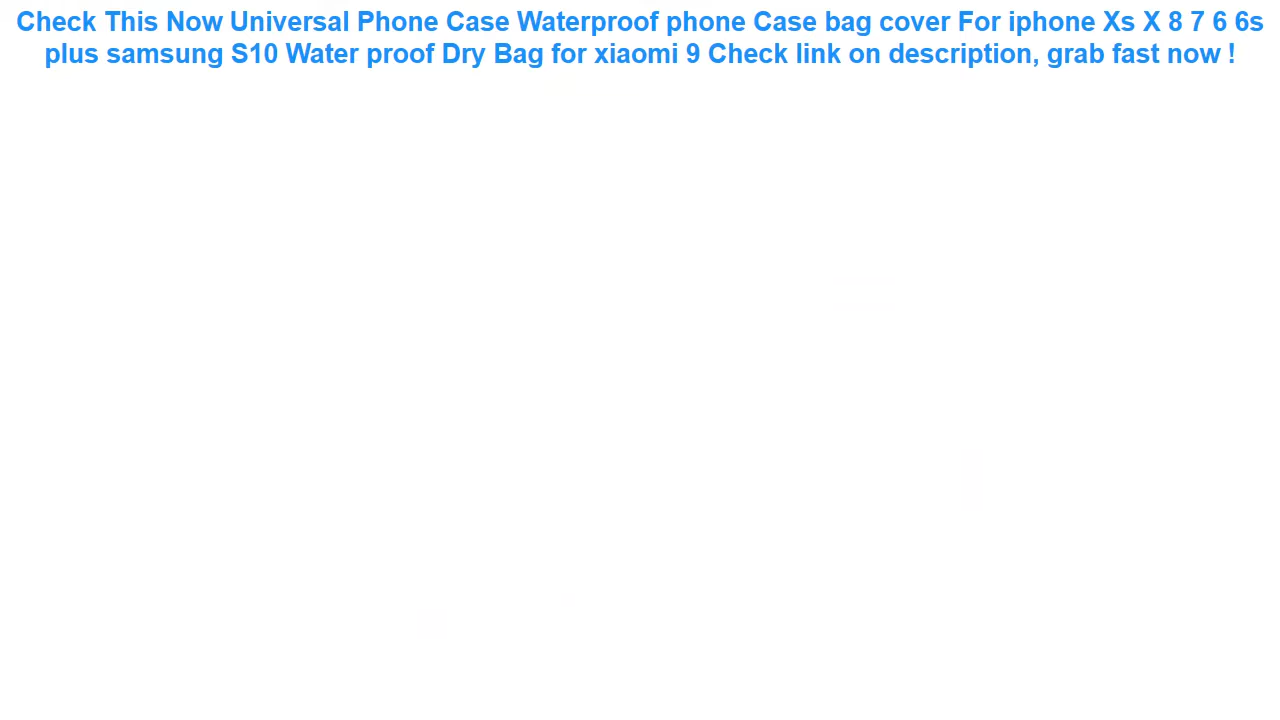 Check This Now Universal Phone Case Waterproof phone Case bag cover For iphone Xs X 8 7 6 6s
plus samsung S10 Water proof Dry Bag for xiaomi 9 Check link on description, grab fast now !